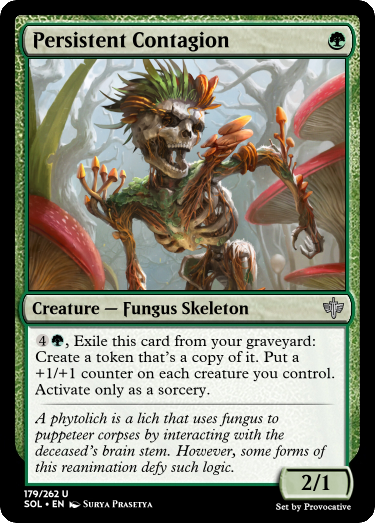 Persistent Contagion
Creature — Fungus Skeleton
4, Exile this card from your graveyard:
Create a token that's a copy of it. Put a
+1/+1 counter on each creature you control.
Activate only as a sorcery.
A phytolich is a lich that uses fungus to
puppeteer corpses by interacting with the
deceased's brain stem. However, some forms of
this reanimation defy such logic.
2/1
179/262 U
SOL • EN Surya Prasetya
Set by Provocative